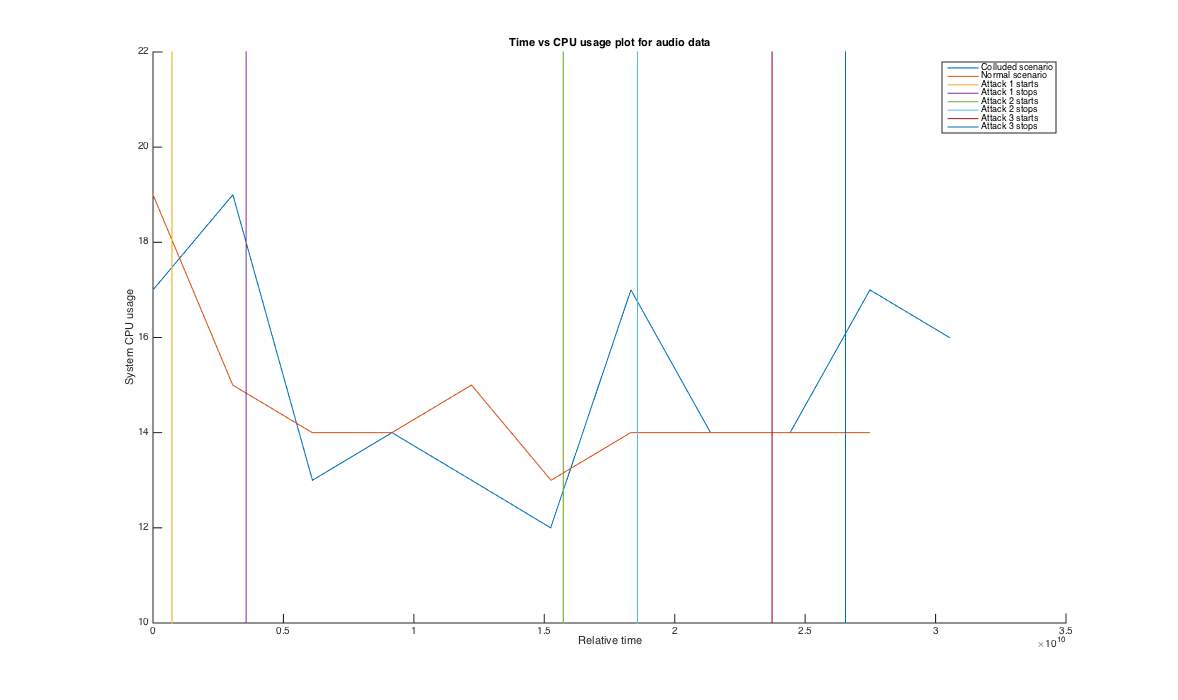 Time vs CPU usage plot for audio data
22
20
18
16
14
12
10
System CPU usage
Colluded scenario
Normal scenario
Attack 1 starts
Attack 1 stops
Attack 2 starts
Attack 2 stops
Attack 3 starts
Attack 3 stops
0 0.5 1 1.5 2 2.5 3 3.5
Relative time
×10¹⁰